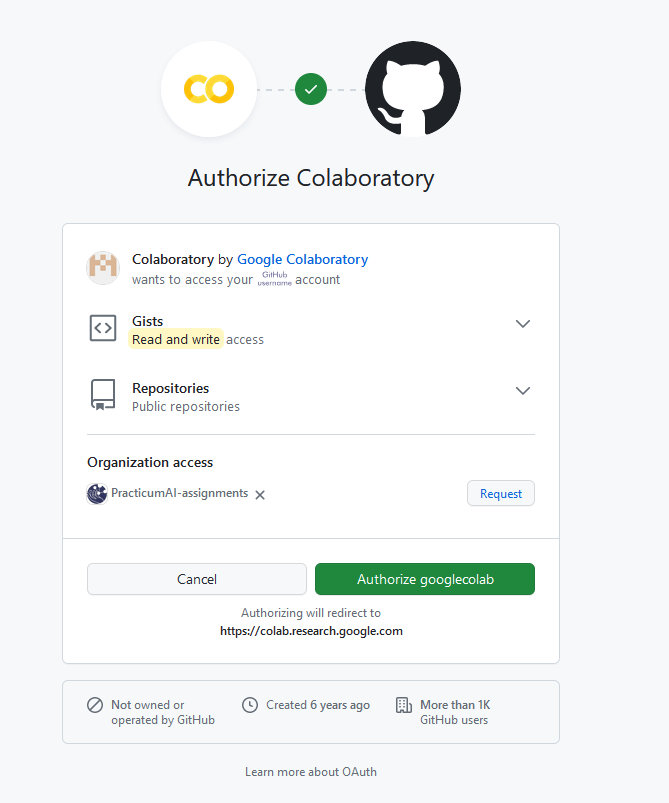 Authorize Colaboratory
Colaboratory by Google Colaboratory
wants to access your GitHub username account
Gists
Read and write access
Repositories
Public repositories
Organization access
PracticumAI-assignments
Request
Cancel
Authorize googlecolab
Authorizing will redirect to
https://colab.research.google.com
Not owned or
operated by GitHub
Created 6 years ago
More than 1K
GitHub users
Learn more about OAuth